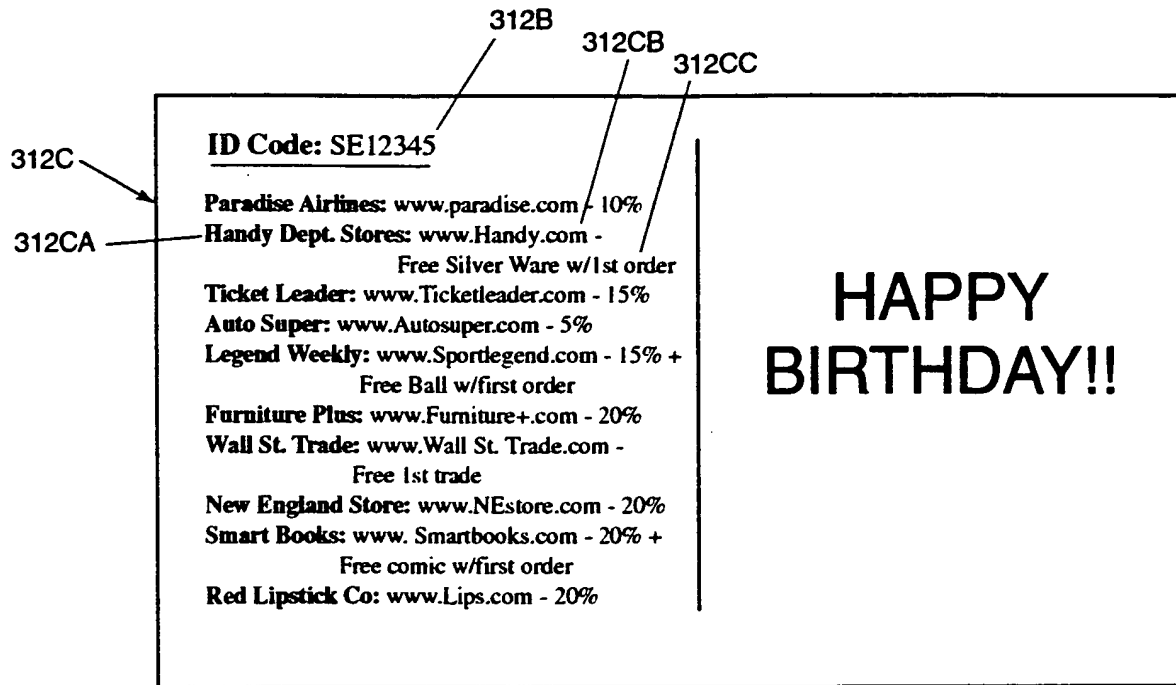 312B
312CB
312CC
312C
312CA
ID Code: SE12345
Paradise Airlines: www.paradise.com - 10%
Handy Dept. Stores: www.Handy.com -
Free Silver Ware w/1st order
Ticket Leader: www.Ticketleader.com - 15%
Auto Super: www.Autosuper.com - 5%
Legend Weekly: www.Sportlegend.com - 15% +
Free Ball w/first order
Furniture Plus: www.Furniture+.com - 20%
Wall St. Trade: www.Wall St. Trade.com -
Free 1st trade
New England Store: www.NEstore.com - 20%
Smart Books: www. Smartbooks.com - 20% +
Free comic w/first order
Red Lipstick Co: www.Lips.com - 20%
HAPPY
BIRTHDAY!!